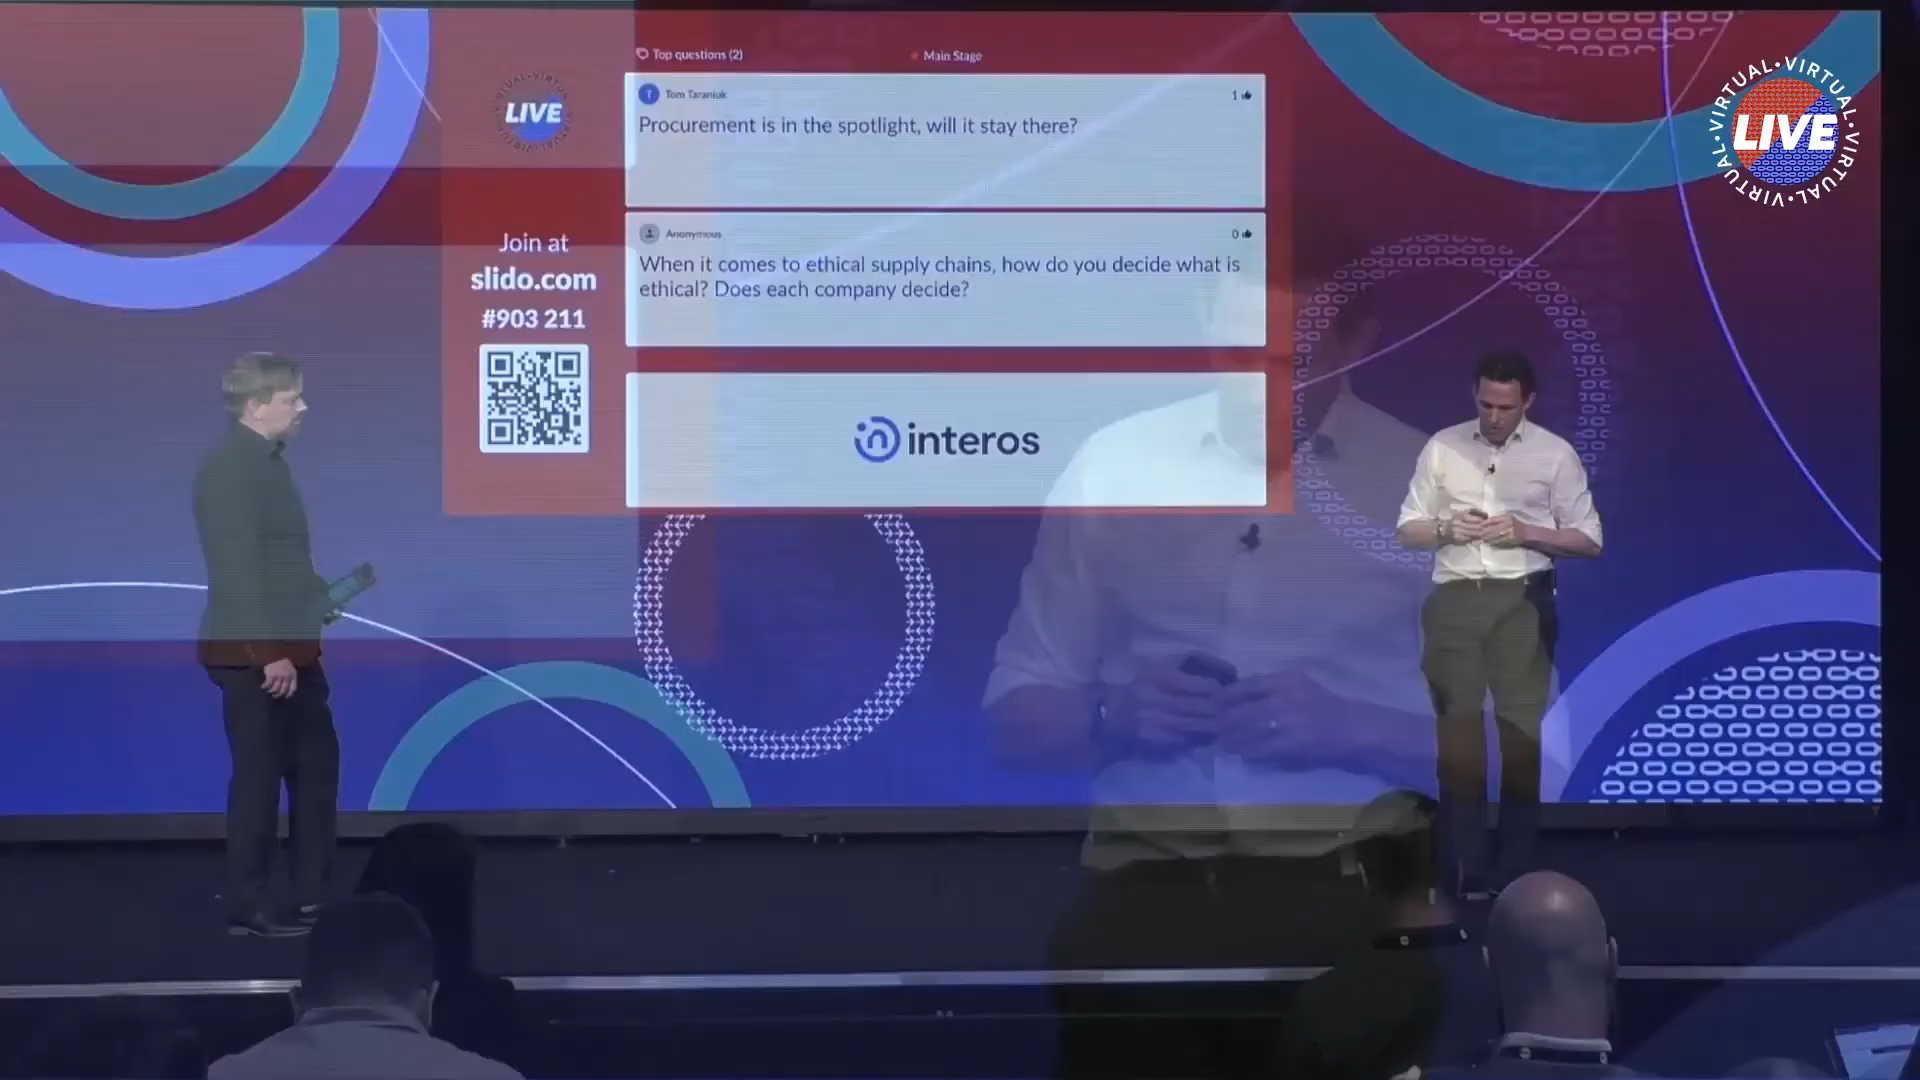 Top questions (2)
Main Stage
LIVE
T
Tom Taraniuk
1
Procurement is in the spotlight, will it stay there?
Anonymous
0
When it comes to ethical supply chains, how do you decide what is
ethical? Does each company decide?
Join at
slido.com
#903 211
interos
VIRTUAL•VIRTUAL•VIRTUAL•VIRTUAL•
LIVE